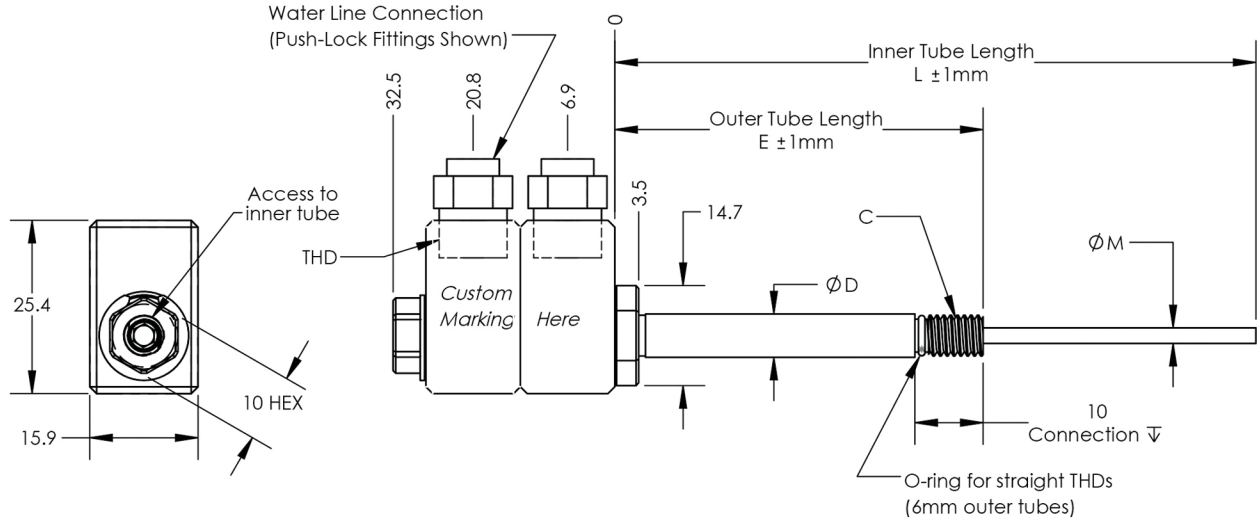 Water Line Connection
(Push-Lock Fittings Shown)
0
Inner Tube Length
L ±1mm
32.5
20.8
6.9
Outer Tube Length
E ±1mm
Access to
inner tube
3.5
14.7
C
ØM
THD
ØD
25.4
Custom
Marking
Here
10 HEX
15.9
10
Connection ↧
O-ring for straight THDs
(6mm outer tubes)